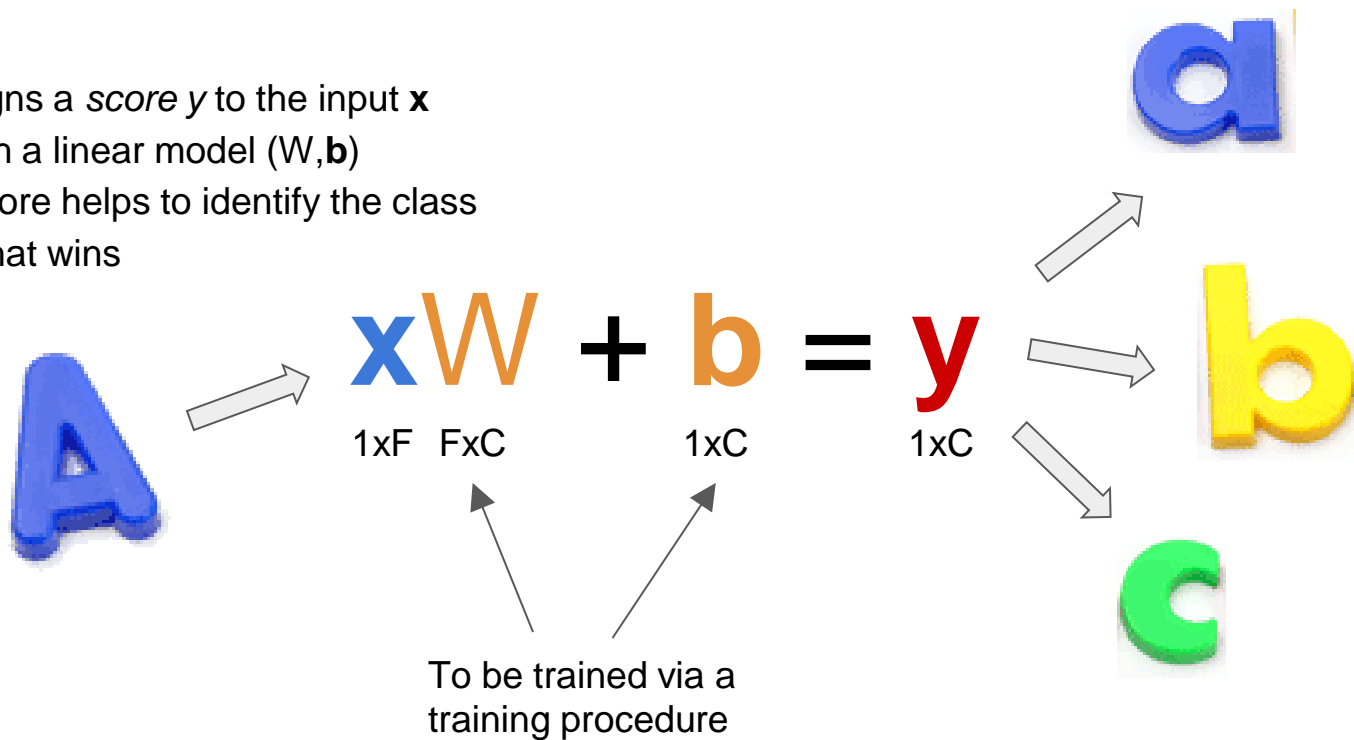 gns a score y to the input x
n a linear model (W,b)
ore helps to identify the class
hat wins
A
xW + b = y
1xF FxC 1xC 1xC
a
b
c
To be trained via a
training procedure